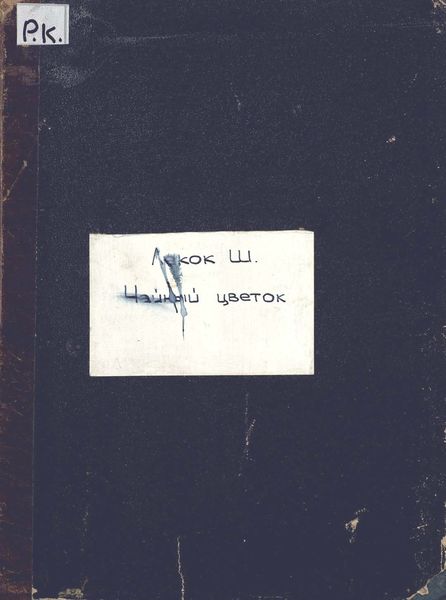 Р.К.
Лекок Ш.
Чайный цветок